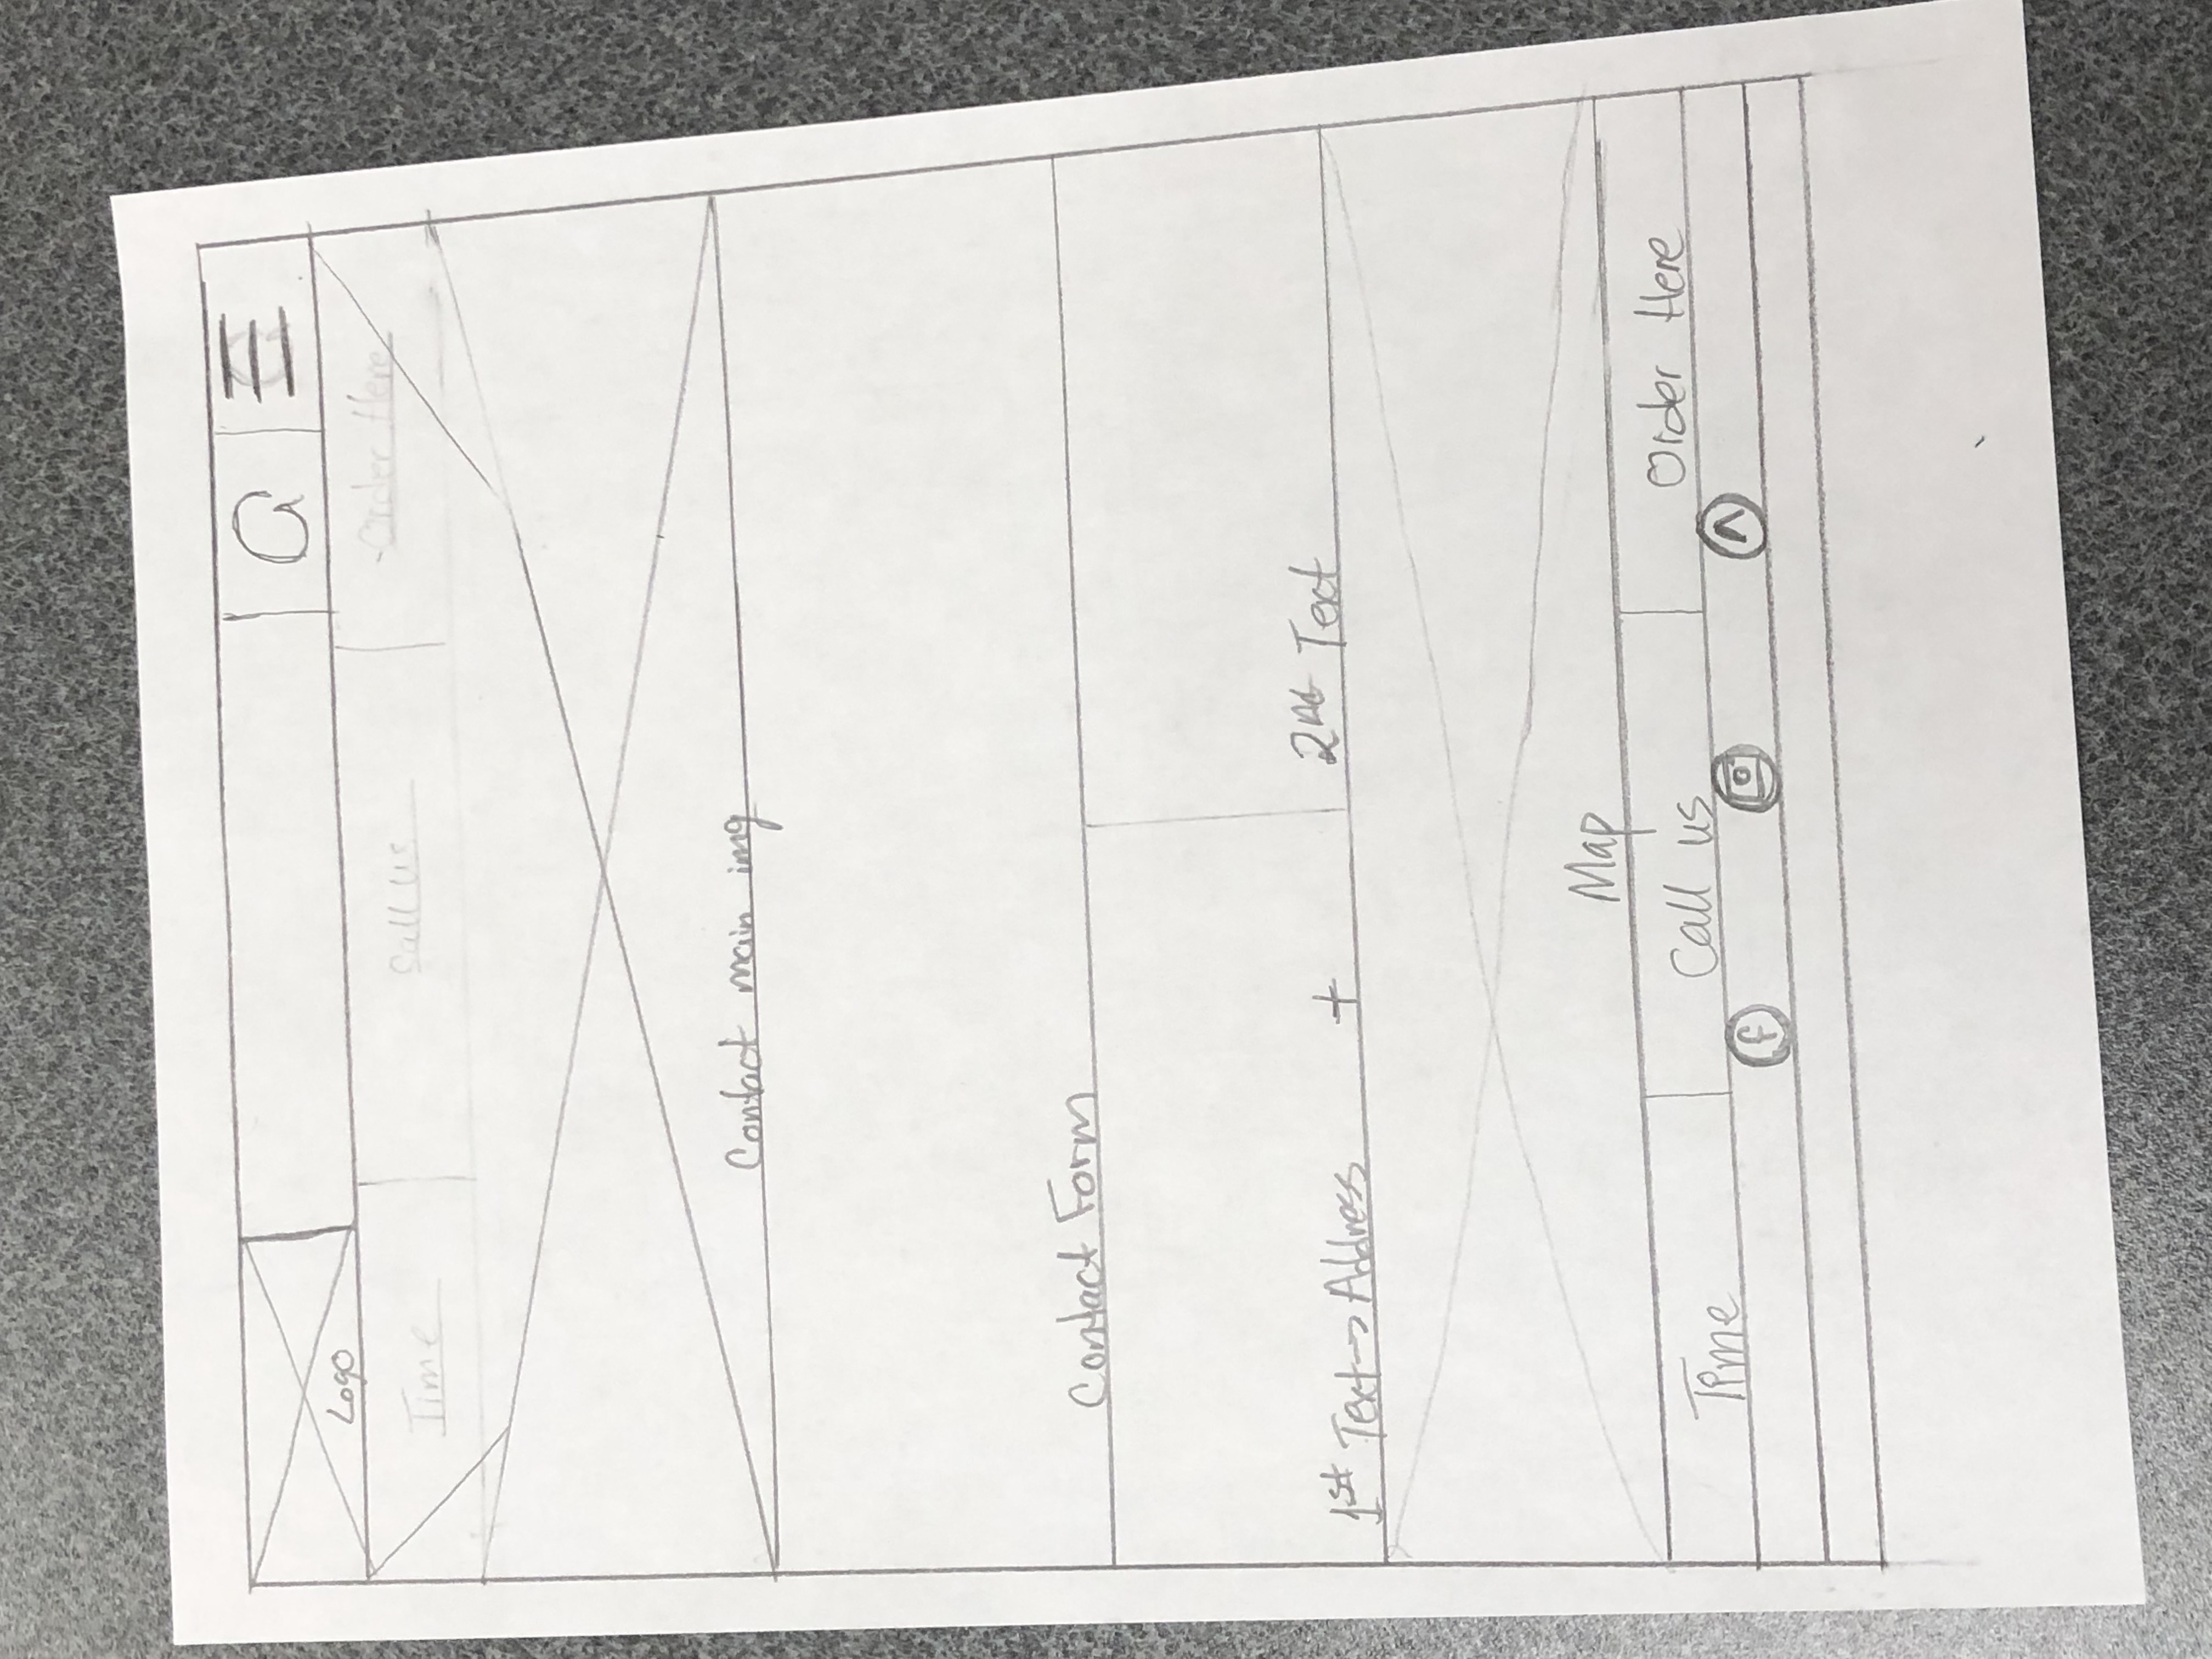 Logo
Time
Call us
-Order Here
Contact main img
Contact Form
1st Text→Address +
2nd Text
Map
Time
Call us
Order Here
f